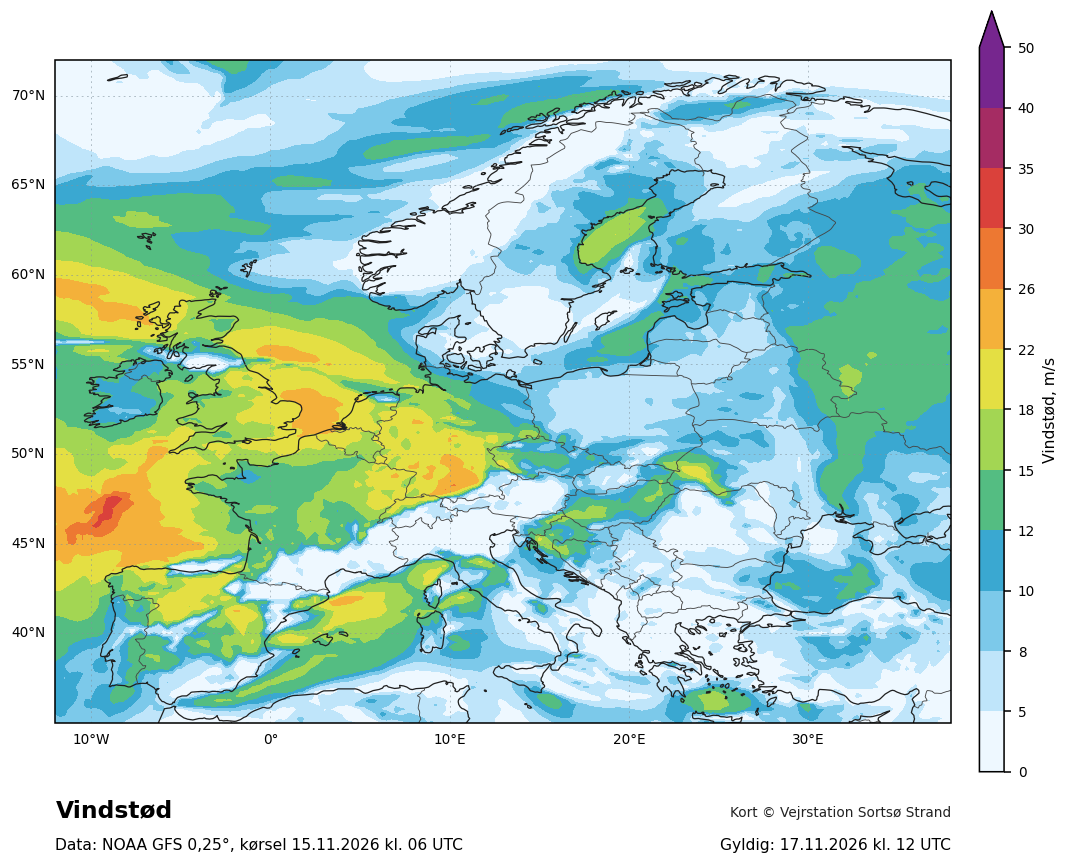 50
40
35
30
26
22
18
15
12
10
8
5
0
Vindstød, m/s
70°N
65°N
60°N
55°N
50°N
45°N
40°N
10°W
0°
10°E
20°E
30°E
Vindstød
Kort © Vejrstation Sortsø Strand
Data: NOAA GFS 0,25°, kørsel 15.11.2026 kl. 06 UTC
Gyldig: 17.11.2026 kl. 12 UTC